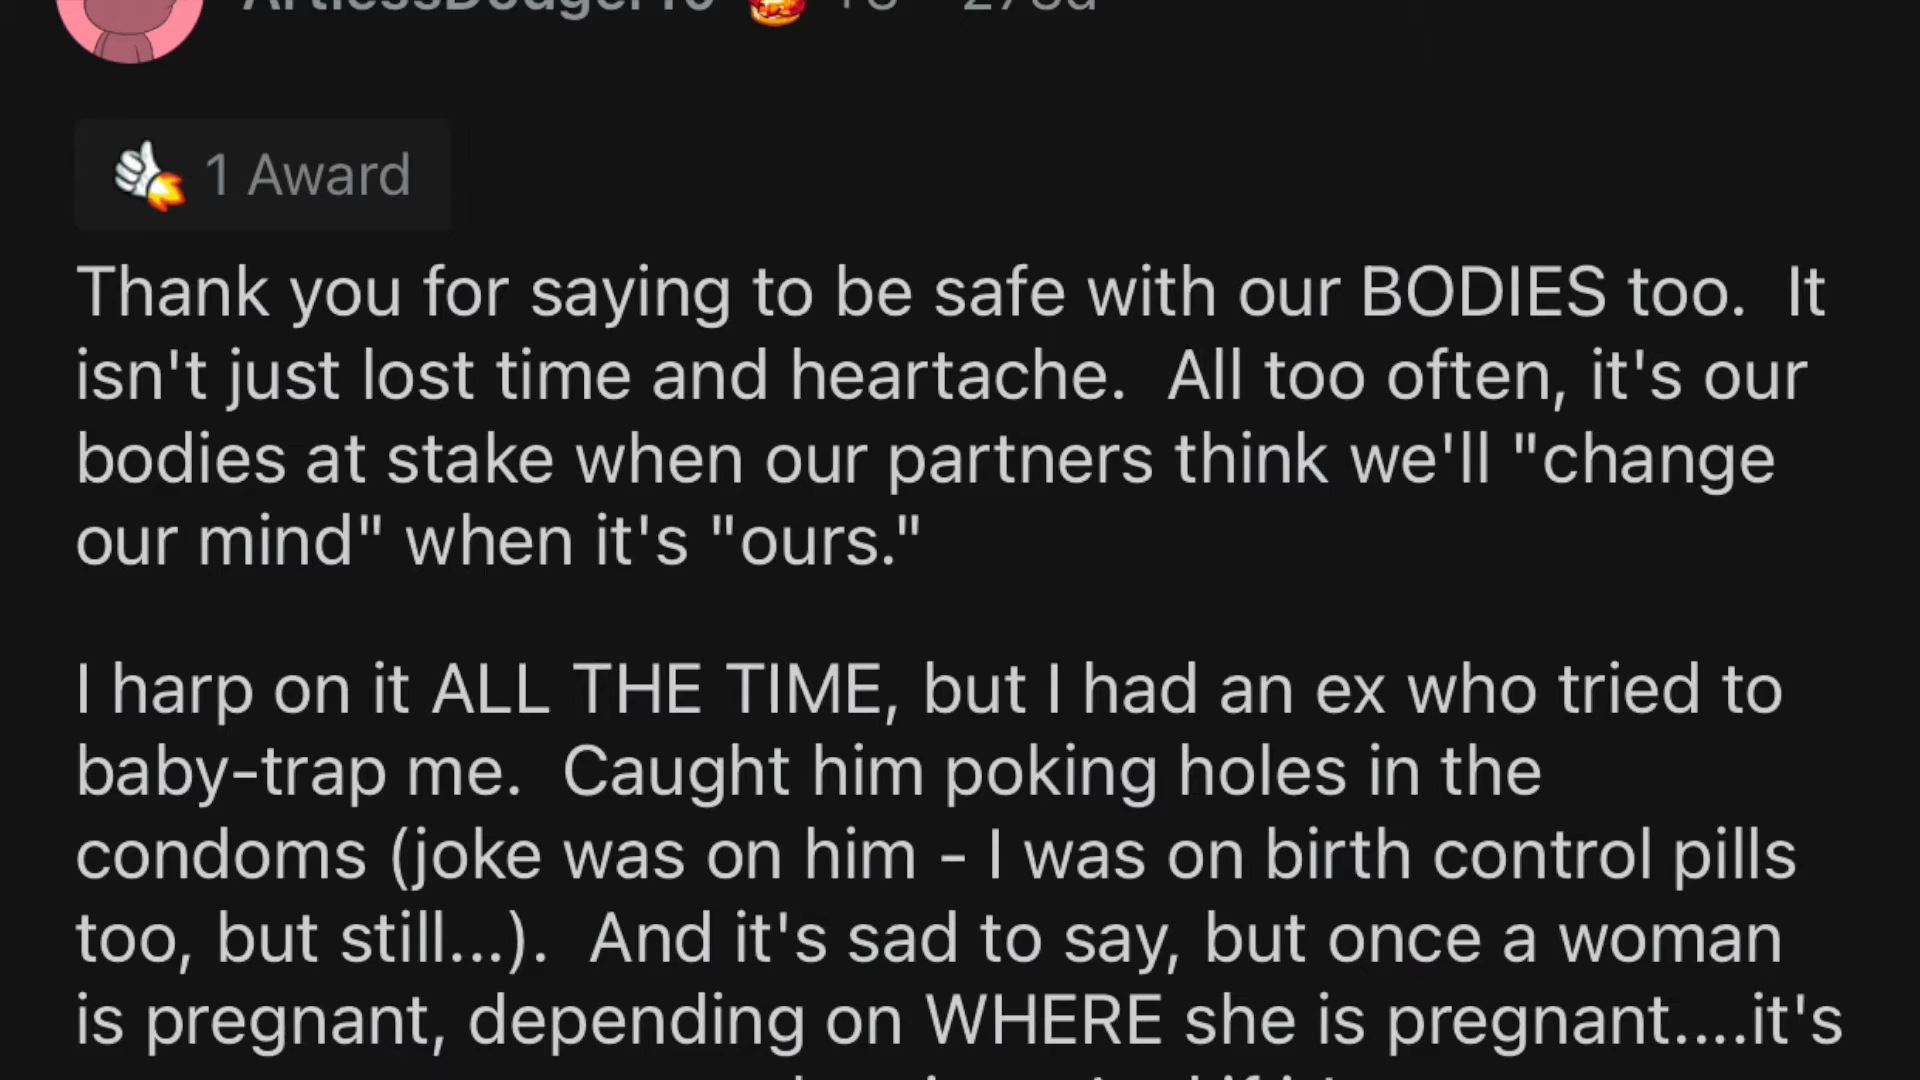 1 Award
Thank you for saying to be safe with our BODIES too.  It
isn't just lost time and heartache.  All too often, it's our
bodies at stake when our partners think we'll "change
our mind" when it's "ours."
I harp on it ALL THE TIME, but I had an ex who tried to
baby-trap me.  Caught him poking holes in the
condoms (joke was on him - I was on birth control pills
too, but still...).  And it's sad to say, but once a woman
is pregnant, depending on WHERE she is pregnant....it's